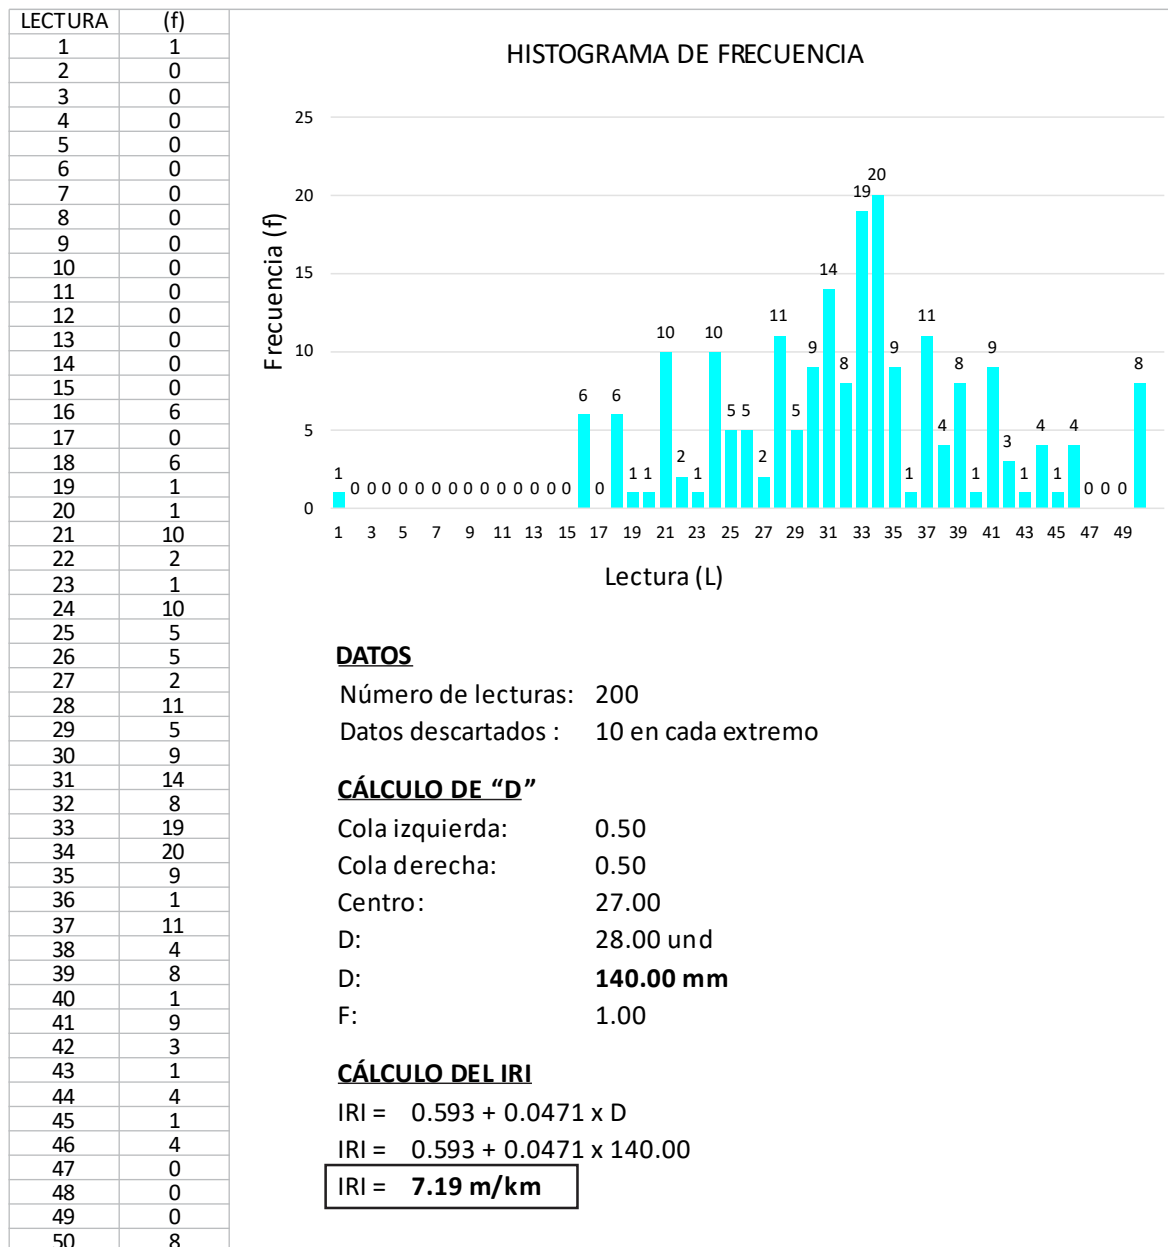 LECTURA (f)
1 1
2 0
3 0
4 0
5 0
6 0
7 0
8 0
9 0
10 0
11 0
12 0
13 0
14 0
15 0
16 6
17 0
18 6
19 1
20 1
21 10
22 2
23 1
24 10
25 5
26 5
27 2
28 11
29 5
30 9
31 14
32 8
33 19
34 20
35 9
36 1
37 11
38 4
39 8
40 1
41 9
42 3
43 1
44 4
45 1
46 4
47 0
48 0
49 0
50 8
HISTOGRAMA DE FRECUENCIA
Frecuencia (f)
25
20
15
10
5
0
1 0 0 0 0 0 0 0 0 0 0 0 0 0 0 6 0 6 1 1 10 2 1 10 5 5 2 11 5 9 14 8 19 20 9 1 11 4 8 1 9 3 1 4 1 4 0 0 0 8
1 3 5 7 9 11 13 15 17 19 21 23 25 27 29 31 33 35 37 39 41 43 45 47 49
Lectura (L)
DATOS
Número de lecturas: 200
Datos descartados : 10 en cada extremo
CÁLCULO DE “D”
Cola izquierda: 0.50
Cola derecha: 0.50
Centro: 27.00
D: 28.00 und
D: 140.00 mm
F: 1.00
CÁLCULO DEL IRI
IRI = 0.593 + 0.0471 x D
IRI = 0.593 + 0.0471 x 140.00
IRI = 7.19 m/km